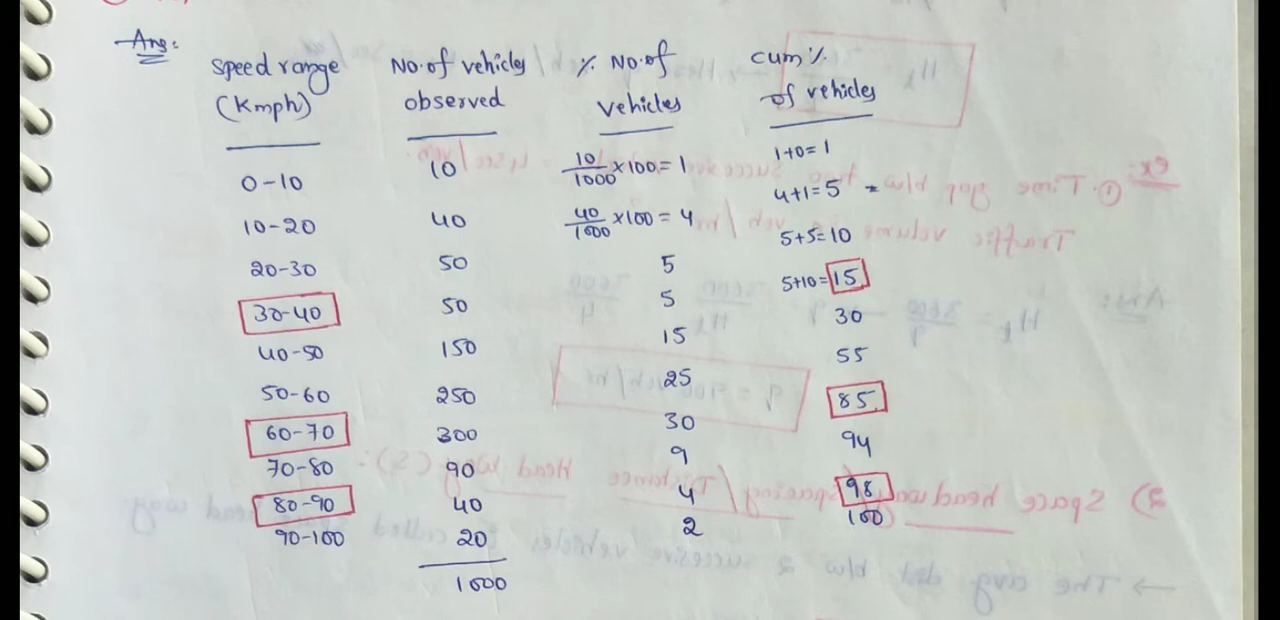 Ans:
Speed range No. of vehicles % No. of cum %
(Kmph) observed vehicles of vehicles
0-10 10 10/1000 x100 = 1 1+0=1
10-20 40 40/1000 x100 = 4 4+1=5
20-30 50 5 5+5=10
30-40 50 5 5+10=15
40-50 150 15 30
50-60 250 25 55
60-70 300 30 85
70-80 90 9 94
80-90 40 4 98
90-100 20 2 100
1000